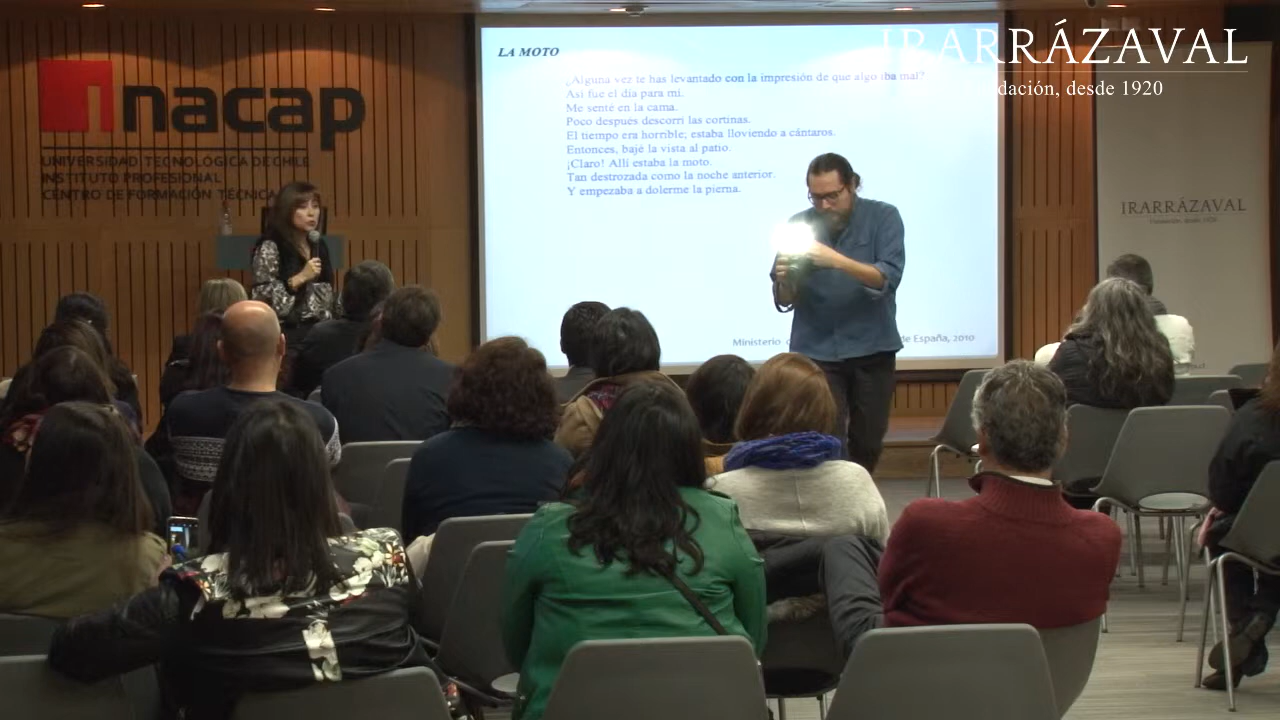 LA MOTO
¿Alguna vez te has levantado con la impresión de que algo iba mal?
Así fue el día para mí.
Me senté en la cama.
Poco después descorrí las cortinas.
El tiempo era horrible; estaba lloviendo a cántaros.
Entonces, bajé la vista al patio.
¡Claro! Allí estaba la moto.
Tan destrozada como la noche anterior.
Y empezaba a dolerme la pierna.
Ministerio
de España, 2010
inacap
UNIVERSIDAD TECNOLÓGICA DE CHILE
INSTITUTO PROFESIONAL
CENTRO DE FORMACIÓN TÉCNICA
IRARRÁZAVAL
desde 1920
IRARRÁZAVAL
Fundación, desde 1920